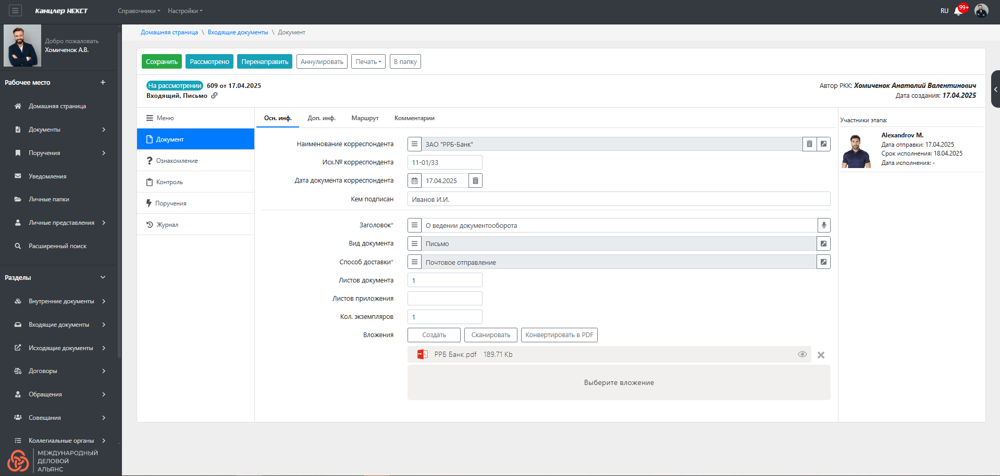 Канцлер НЕКСТ
Справочники
Настройки
RU
99+
Добро пожаловать
Хомиченок А.В.
Рабочее место
Домашняя страница
Документы
Поручения
Уведомления
Личные папки
Личные представления
Расширенный поиск
Разделы
Внутренние документы
Входящие документы
Исходящие документы
Договоры
Обращения
Совещания
Коллегиальные органы
МЕЖДУНАРОДНЫЙ
ДЕЛОВОЙ
АЛЬЯНС
Домашняя страница \ Входящие документы \ Документ
Сохранить
Рассмотрено
Перенаправить
Аннулировать
Печать
В папку
На рассмотрении 609 от 17.04.2025
Входящий, Письмо
Автор РКК: Хомиченок Анатолий Валентинович
Дата создания: 17.04.2025
Меню
Документ
Ознакомление
Контроль
Поручения
Журнал
Осн. инф.
Доп. инф.
Маршрут
Комментарии
Наименование корреспондента ЗАО "РРБ-Банк"
Исх.№ корреспондента 11-01/33
Дата документа корреспондента 17.04.2025
Кем подписан Иванов И.И.
Заголовок* О ведении документооборота
Вид документа Письмо
Способ доставки* Почтовое отправление
Листов документа 1
Листов приложения
Кол. экземпляров 1
Вложения Создать Сканировать Конвертировать в PDF
РРБ Банк.pdf 189.71 Kb
Выберите вложение
Участники этапа:
Alexandrov M.
Дата отправки: 17.04.2025
Срок исполнения: 18.04.2025
Дата исполнения: -